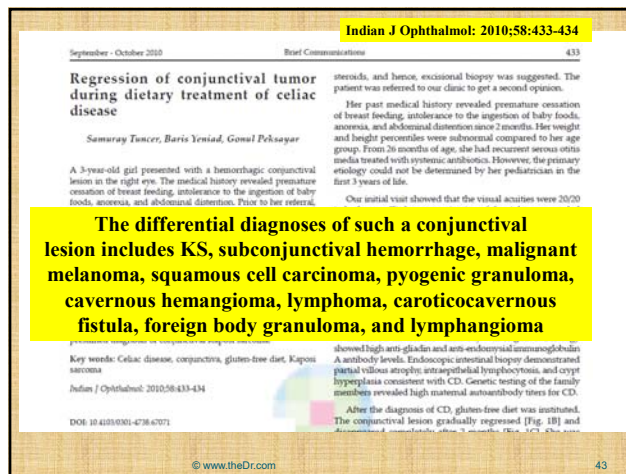 Indian J Ophthalmol: 2010;58:433-434
September - October 2010 Brief Communications 433
Regression of conjunctival tumor
during dietary treatment of celiac
disease
Samuray Tuncer, Baris Yeniad, Gonul Peksayar
A 3-year-old girl presented with a hemorrhagic conjunctival
lesion in the right eye. The medical history revealed premature
cessation of breast feeding, intolerance to the ingestion of baby
foods, anorexia, and abdominal distention. Prior to her referral,
steroids, and hence, excisional biopsy was suggested. The
patient was referred to our clinic to get a second opinion.
Her past medical history revealed premature cessation
of breast feeding, intolerance to the ingestion of baby foods,
anorexia, and abdominal distention since 2 months. Her weight
and height percentiles were subnormal compared to her age
group. From 26 months of age, she had recurrent serous otitis
media treated with systemic antibiotics. However, the primary
etiology could not be determined by her pediatrician in the
first 3 years of life.
Our initial visit showed that the visual acuities were 20/20
The differential diagnoses of such a conjunctival
lesion includes KS, subconjunctival hemorrhage, malignant
melanoma, squamous cell carcinoma, pyogenic granuloma,
cavernous hemangioma, lymphoma, caroticocavernous
fistula, foreign body granuloma, and lymphangioma
Key words: Celiac disease, conjunctiva, gluten-free diet, Kaposi
sarcoma
Indian J Ophthalmol: 2010;58:433-434
DOI: 10.4103/0301-4738.67071
showed high anti-gliadin and anti-endomysial immunoglobulin
A antibody levels. Endoscopic intestinal biopsy demonstrated
partial villous atrophy, intraepithelial lymphocytosis, and crypt
hyperplasia consistent with CD. Genetic testing of the family
members revealed high maternal autoantibody titers for CD.
After the diagnosis of CD, gluten-free diet was instituted.
The conjunctival lesion gradually regressed [Fig. 1B] and
disappeared completely after 2 months [Fig. 1C]. She was
© www.theDr.com
43